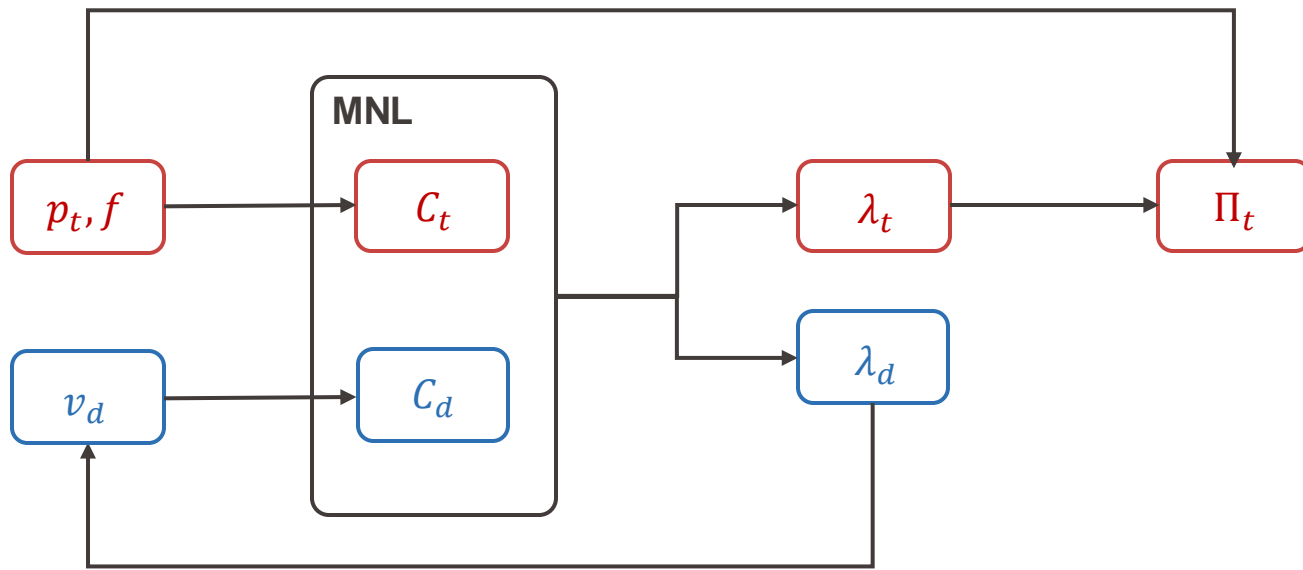 MNL
p_t, f
C_t
λ_t
Π_t
v_d
C_d
λ_d